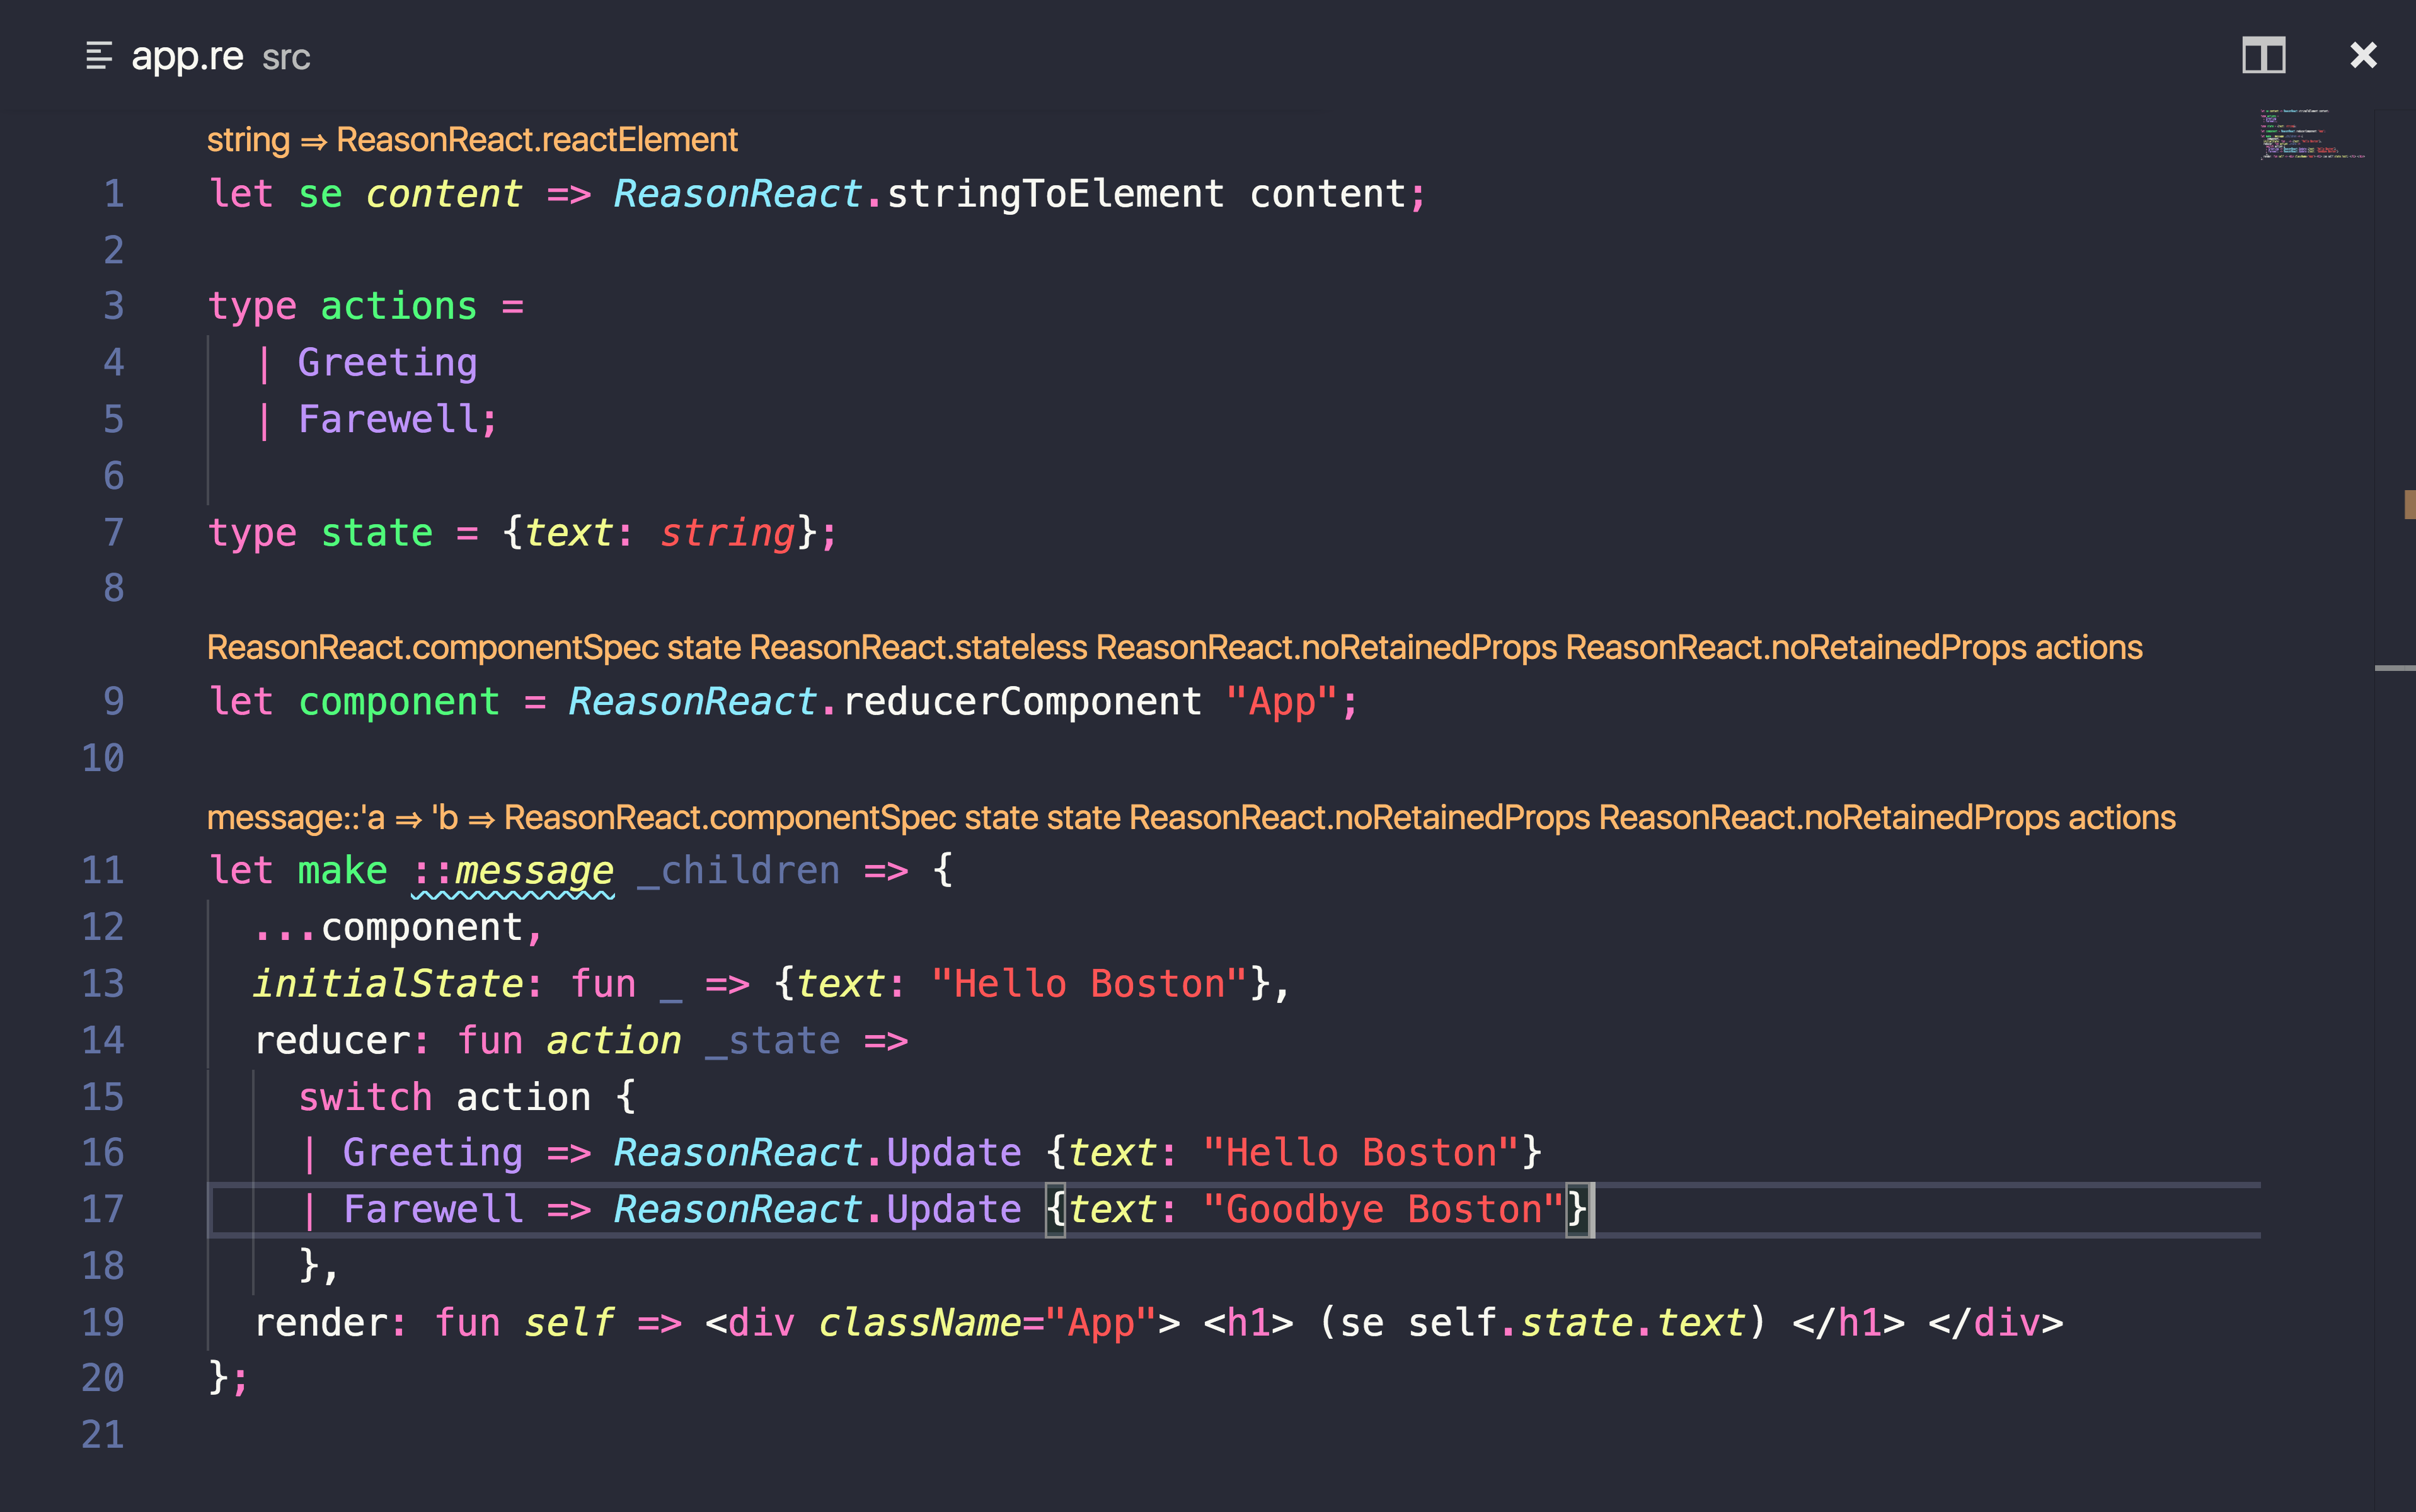 app.re src
string ⇒ ReasonReact.reactElement
1 let se content => ReasonReact.stringToElement content;
2
3 type actions =
4   | Greeting
5   | Farewell;
6
7 type state = {text: string};
8
ReasonReact.componentSpec state ReasonReact.stateless ReasonReact.noRetainedProps ReasonReact.noRetainedProps actions
9 let component = ReasonReact.reducerComponent "App";
10
message::'a ⇒ 'b ⇒ ReasonReact.componentSpec state state ReasonReact.noRetainedProps ReasonReact.noRetainedProps actions
11 let make ::message _children => {
12   ...component,
13   initialState: fun _ => {text: "Hello Boston"},
14   reducer: fun action _state =>
15     switch action {
16     | Greeting => ReasonReact.Update {text: "Hello Boston"}
17     | Farewell => ReasonReact.Update {text: "Goodbye Boston"}
18     },
19   render: fun self => <div className="App"> <h1> (se self.state.text) </h1> </div>
20 };
21